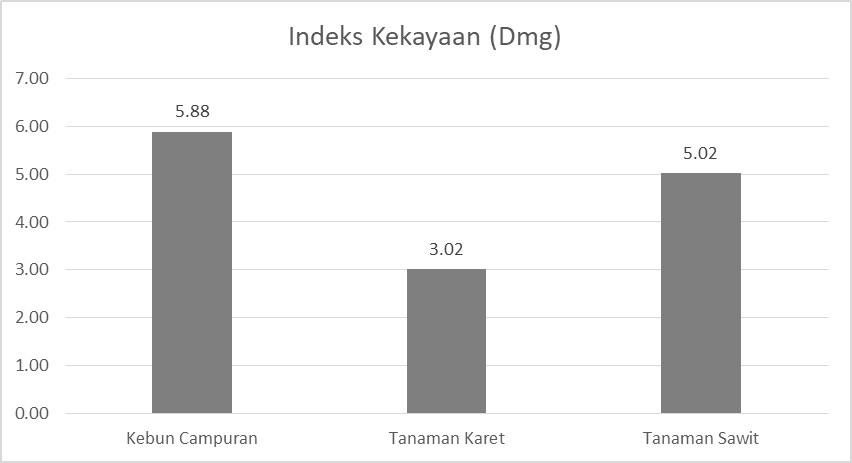 Indeks Kekayaan (Dmg)
7.00
6.00
5.00
4.00
3.00
2.00
1.00
0.00
5.88
3.02
5.02
Kebun Campuran
Tanaman Karet
Tanaman Sawit